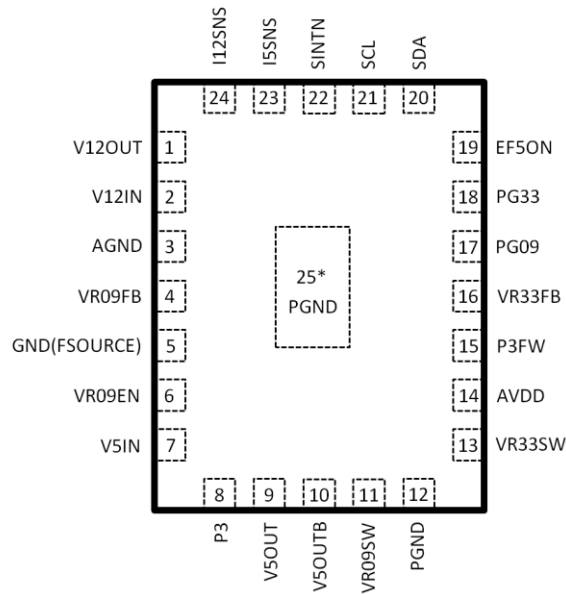 I12SNS
I5SNS
SINTN
SCL
SDA
24
23
22
21
20
V12OUT 1
19 EF5ON
V12IN 2
18 PG33
AGND 3
17 PG09
25*
PGND
VR09FB 4
16 VR33FB
GND(FSOURCE) 5
15 P3FW
VR09EN 6
14 AVDD
V5IN 7
13 VR33SW
8
9
10
11
12
P3
V5OUT
V5OUTB
VR09SW
PGND